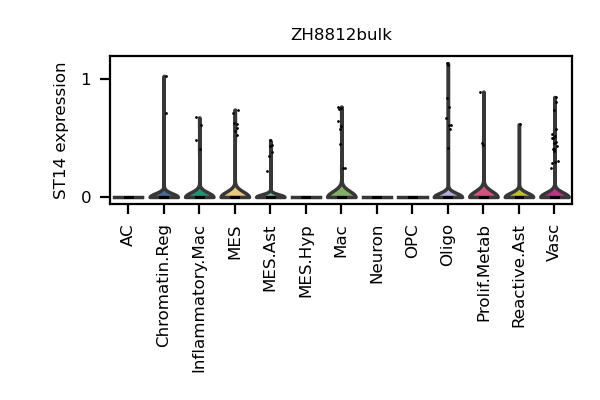 ZH8812bulk
ST14 expression
1
0
AC
Chromatin.Reg
Inflammatory.Mac
MES
MES.Ast
MES.Hyp
Mac
Neuron
OPC
Oligo
Prolif.Metab
Reactive.Ast
Vasc